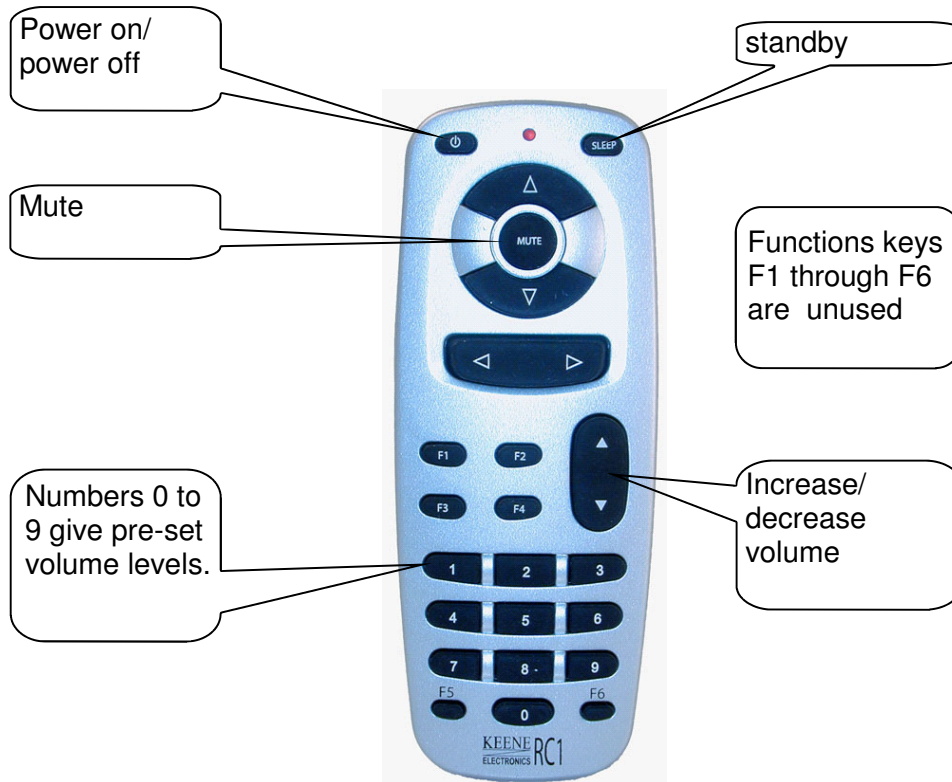 Power on/
power off
standby
SLEEP
Mute
MUTE
Functions keys
F1 through F6
are unused
F1
F2
F3
F4
Numbers 0 to
9 give pre-set
volume levels.
Increase/
decrease
volume
1 2 3
4 5 6
7 8 9
F5
F6
0
KEENE
ELECTRONICS RC1